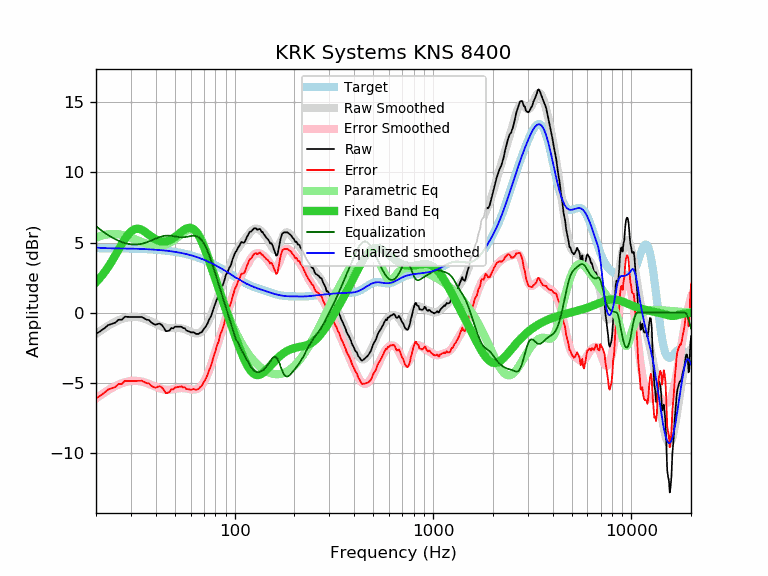 KRK Systems KNS 8400
Target
Raw Smoothed
Error Smoothed
Raw
Error
Parametric Eq
Fixed Band Eq
Equalization
Equalized smoothed
15
10
5
0
−5
−10
Amplitude (dBr)
100
1000
10000
Frequency (Hz)